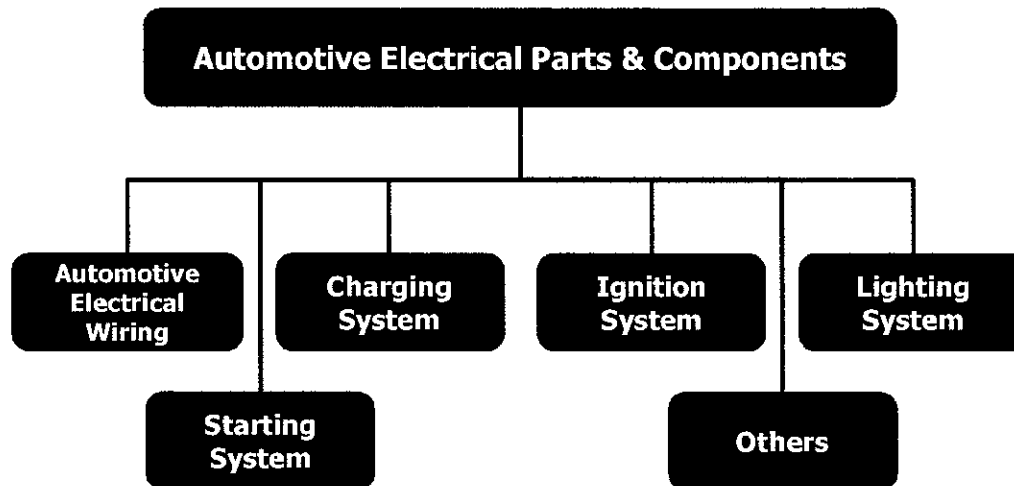 Automotive Electrical Parts & Components
Automotive
Electrical
Wiring
Charging
System
Ignition
System
Lighting
System
Starting
System
Others